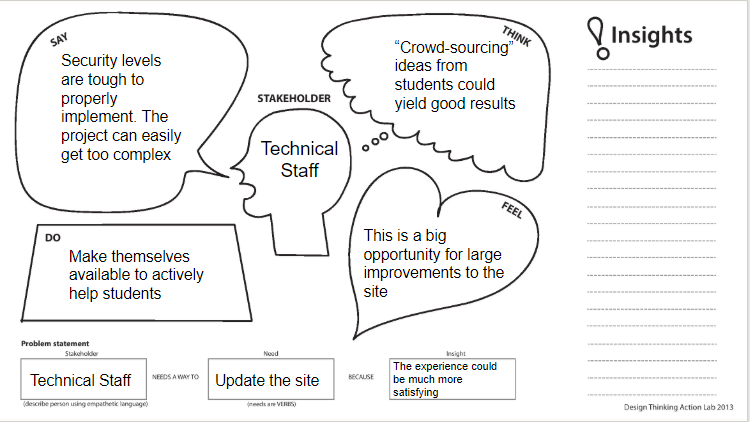 SAY
Security levels
are tough to
properly
implement. The
project can easily
get too complex
STAKEHOLDER
Technical
Staff
THINK
“Crowd-sourcing”
ideas from
students could
yield good results
Insights
DO
Make themselves
available to actively
help students
FEEL
This is a big
opportunity for large
improvements to the
site
Problem statement
Stakeholder
Technical Staff
(describe person using empathetic language)
NEEDS A WAY TO
Need
Update the site
(needs are VERBS)
BECAUSE
Insight
The experience could
be much more
satisfying
Design Thinking Action Lab 2013